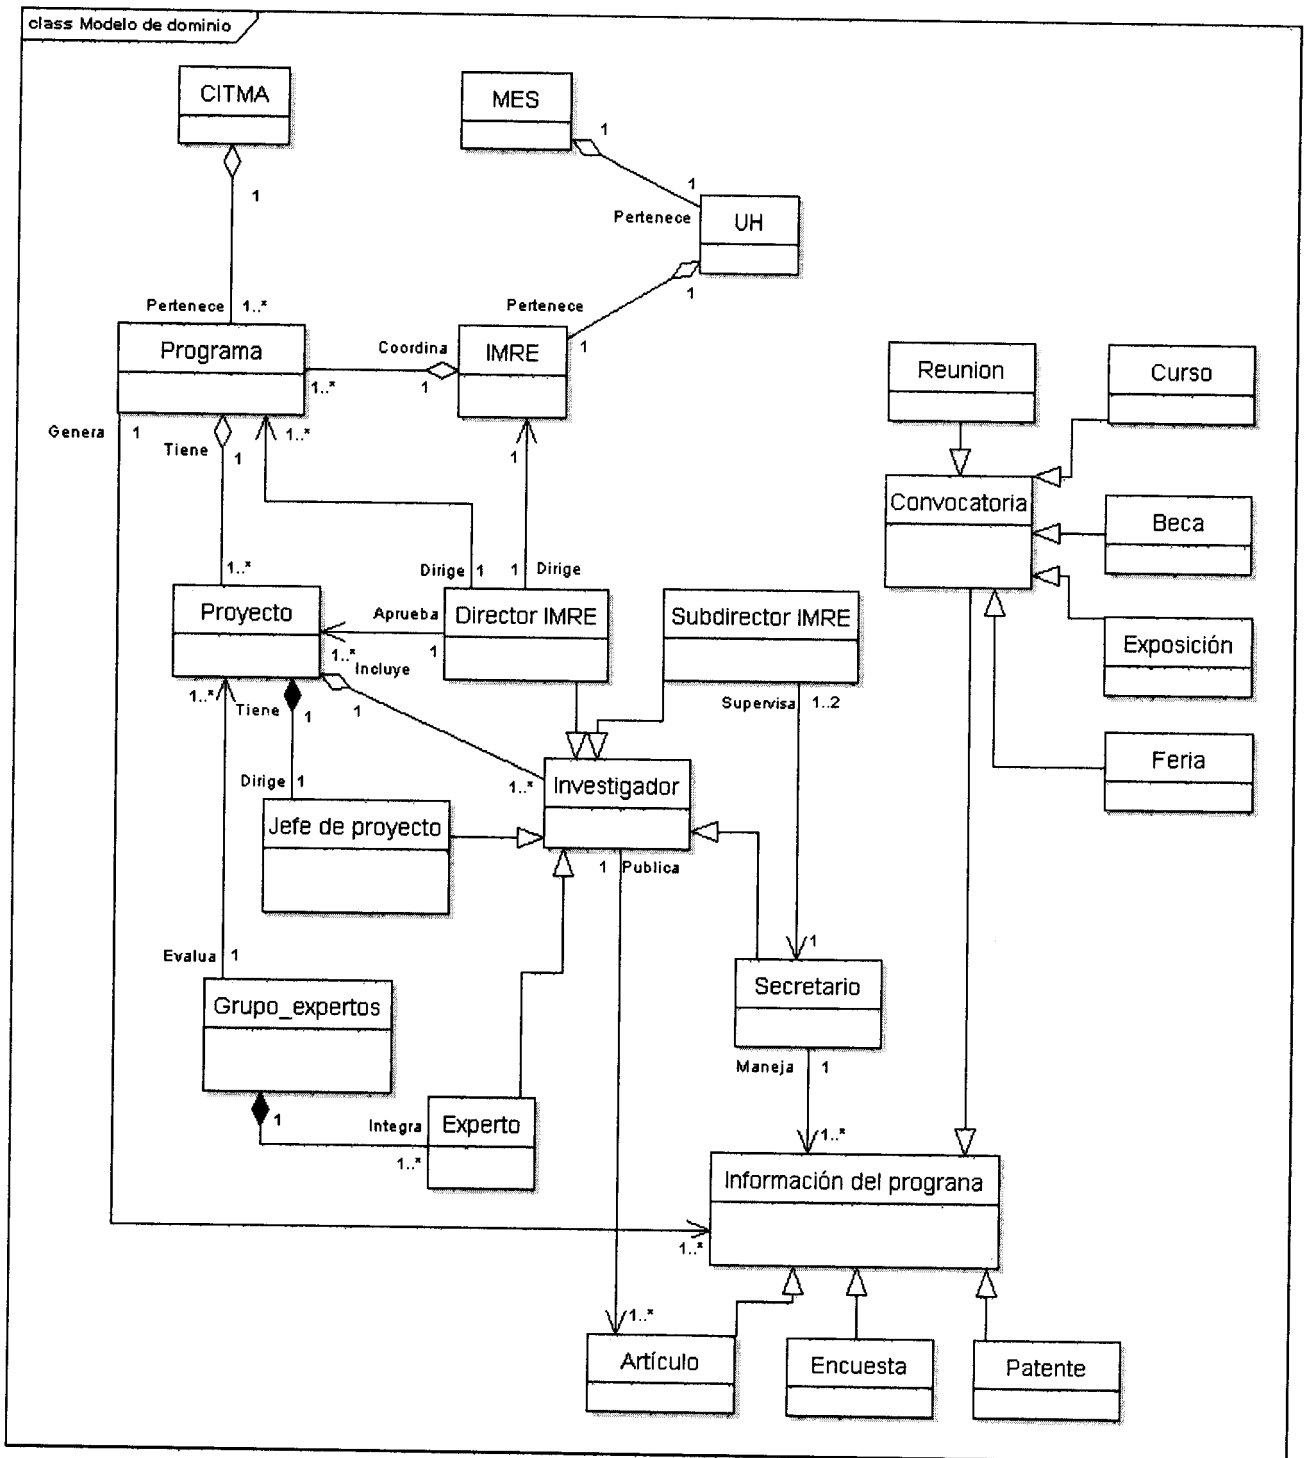 class Modelo de dominio
CITMA
MES
1
1
1
Pertenece
UH
Pertenece
1..*
Pertenece
1
1
Programa
Coordina
IMRE
1..*
1
Reunion
Curso
Genera
1
Tiene
1
1..*
1
Convocatoria
Beca
1..*
Dirige
1
1
Dirige
Proyecto
Aprueba
Director IMRE
Subdirector IMRE
1..*
1
Incluye
Exposición
1..*
Tiene
1
1
Supervisa
1..2
Feria
Dirige
1
1..*
Investigador
Jefe de proyecto
1
Publica
Evalua
1
1
Grupo_expertos
Secretario
Maneja
1
1
Integra
Experto
1..*
1..*
Información del prograna
1..*
1..*
Artículo
Encuesta
Patente